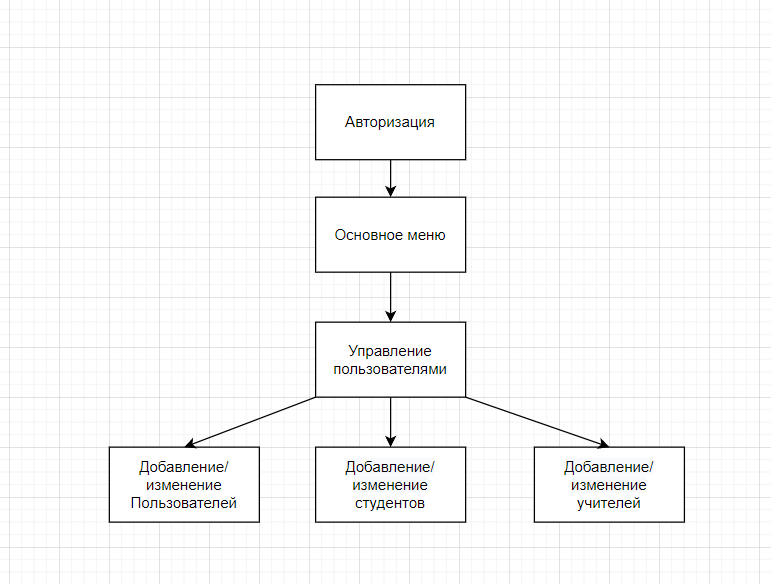 Авторизация
Основное меню
Управление
пользователями
Добавление/
изменение
Пользователей
Добавление/
изменение
студентов
Добавление/
изменение
учителей